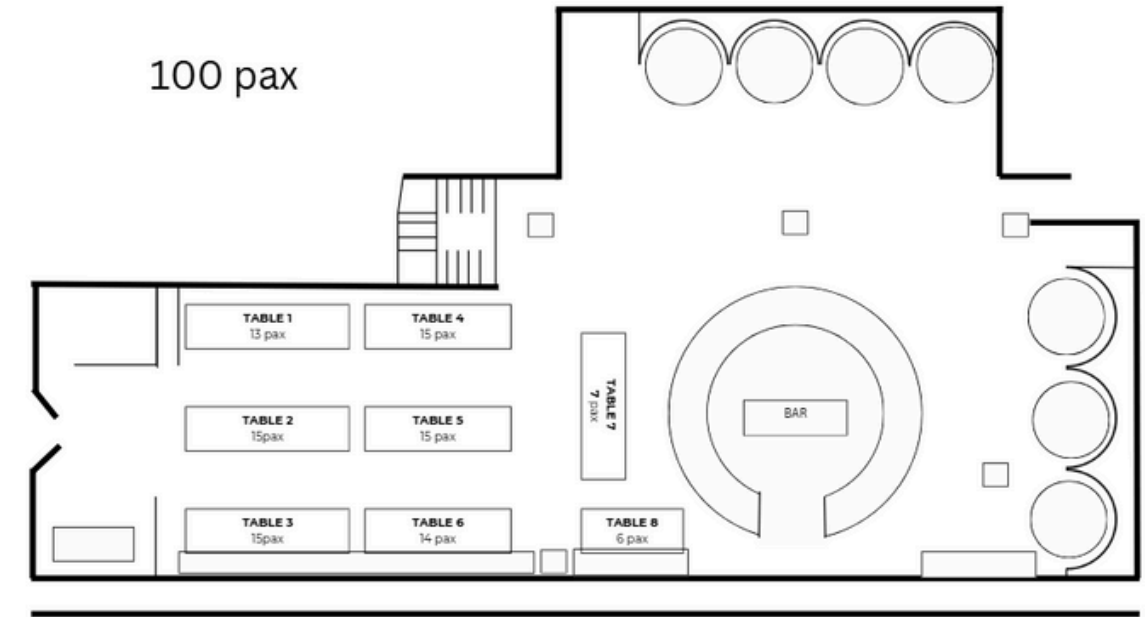 100 pax
TABLE 1
13 pax
TABLE 4
15 pax
TABLE 2
15pax
TABLE 5
15 pax
TABLE 7
7 pax
BAR
TABLE 3
15pax
TABLE 6
14 pax
TABLE 8
6 pax